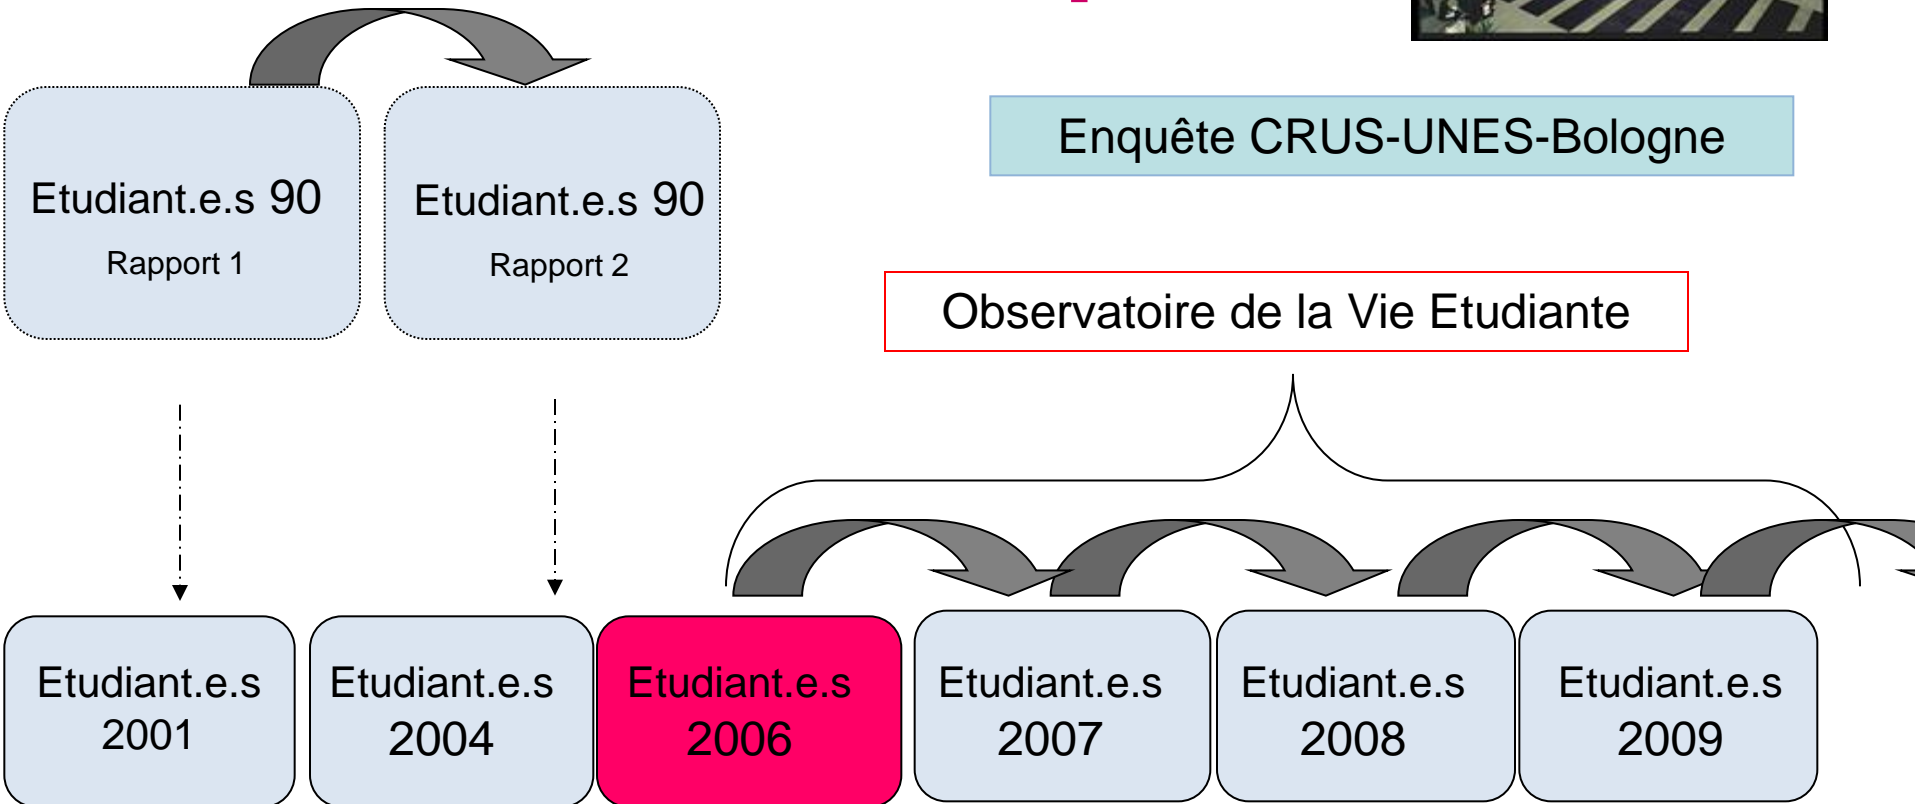 Etudiant.e.s 90
Rapport 1
Etudiant.e.s 90
Rapport 2
Enquête CRUS-UNES-Bologne
Observatoire de la Vie Etudiante
Etudiant.e.s
2001
Etudiant.e.s
2004
Etudiant.e.s
2006
Etudiant.e.s
2007
Etudiant.e.s
2008
Etudiant.e.s
2009